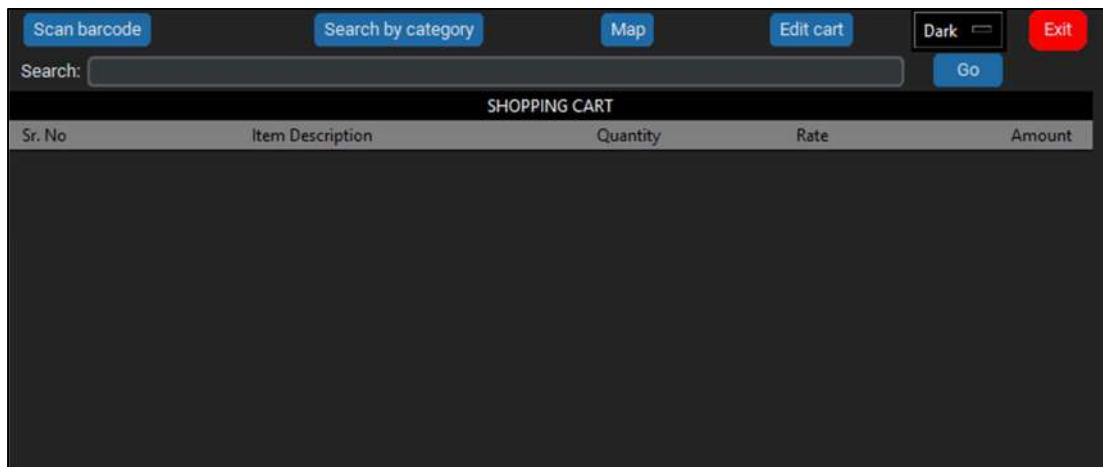 Scan barcode Search by category Map Edit cart Dark Exit
Search: Go
SHOPPING CART
Sr. No Item Description Quantity Rate Amount